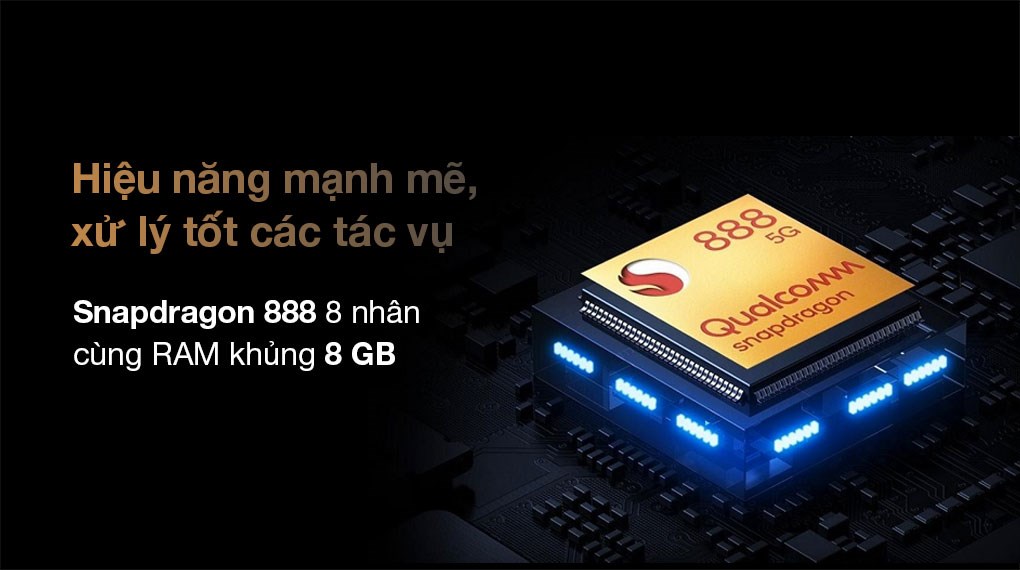 Hiệu năng mạnh mẽ,
xử lý tốt các tác vụ
Snapdragon 888 8 nhân
cùng RAM khủng 8 GB
888
5G
Qualcomm
snapdragon